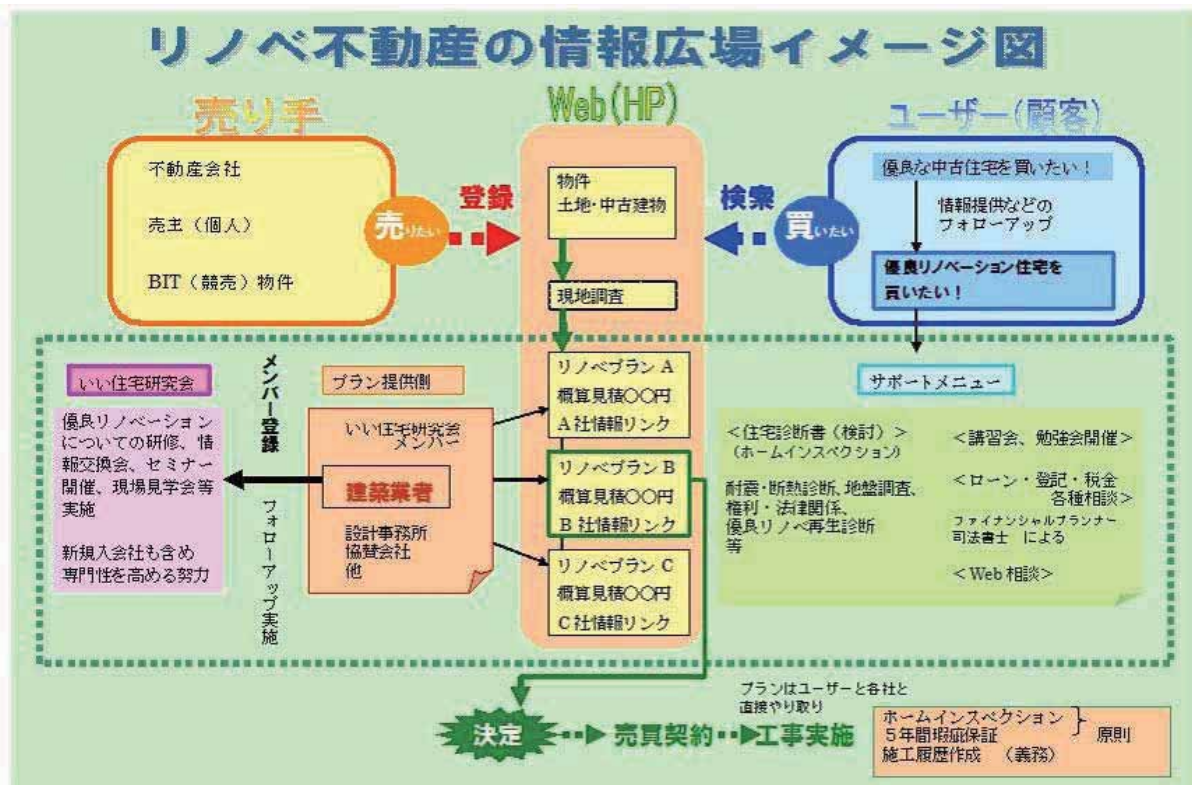 リノベ不動産の情報広場イメージ図
売り手
不動産会社
売主（個人）
BIT（競売）物件
売りたい
登録
Web(HP)
物件
土地・中古建物
現地調査
検索
買いたい
ユーザー(顧客)
優良な中古住宅を買いたい！
情報提供などの
フォローアップ
優良リノベーション住宅を
買いたい！
いい住宅研究会
優良リノベーション
についての研修、情
報交換会、セミナー
開催、現場見学会等
実施
新規入会社も含め
専門性を高める努力
メンバー登録
フォローアップ実施
プラン提供側
いい住宅研究会
メンバー
建築業者
設計事務所
協賛会社
他
リノベプラン A
概算見積〇〇円
A 社情報リンク
リノベプラン B
概算見積〇〇円
B 社情報リンク
リノベプラン C
概算見積〇〇円
C 社情報リンク
サポートメニュー
＜住宅診断書（検討）＞
（ホームインスペクション）
耐震・断熱診断、地盤調査、
権利・法律関係、
優良リノベ再生診断
等
＜講習会、勉強会開催＞
＜ローン・登記・税金
各種相談＞
ファイナンシャルプランナー
司法書士　による
＜Web 相談＞
決定
売買契約
工事実施
プランはユーザーと各社と
直接やり取り
ホームインスペクション
５年間瑕疵保証
原則
施工履歴作成　（義務）